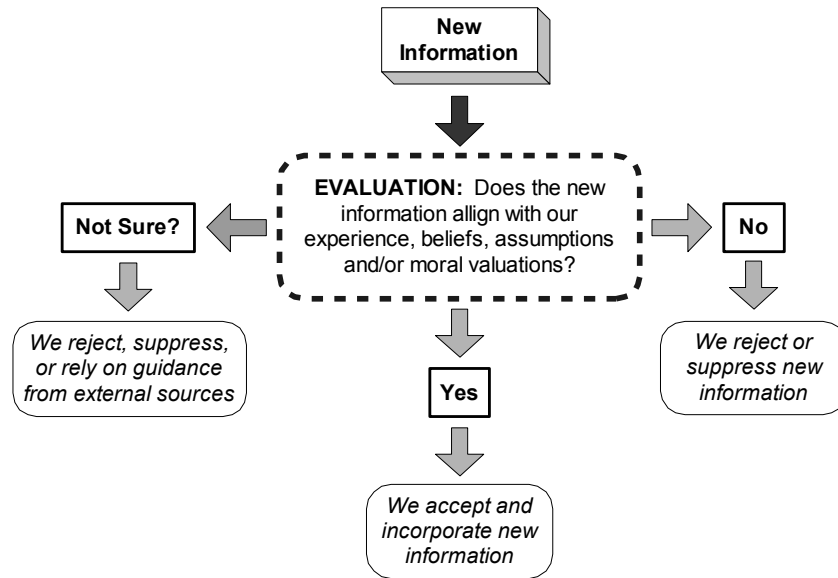 New
Information
EVALUATION: Does the new
information allign with our
experience, beliefs, assumptions
and/or moral valuations?
Not Sure?
No
We reject, suppress,
or rely on guidance
from external sources
Yes
We reject or
suppress new
information
We accept and
incorporate new
information